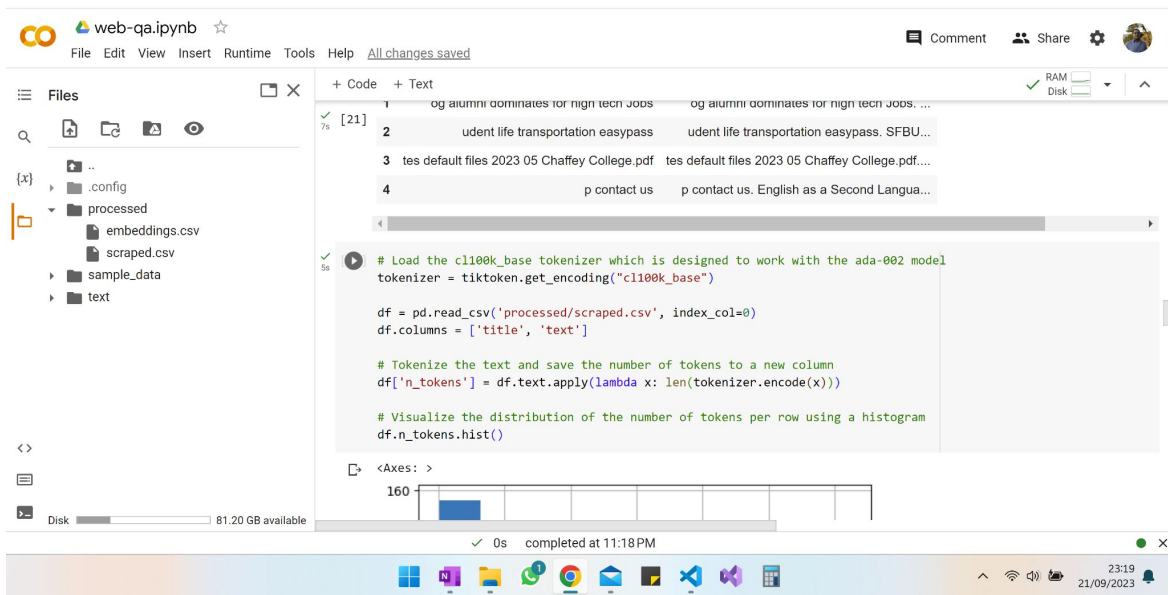 web-qa.ipynb
File Edit View Insert Runtime Tools Help All changes saved
Comment Share
Files
+ Code + Text
RAM
Disk
..
.config
processed
embeddings.csv
scraped.csv
sample_data
text
{x}
Disk 81.20 GB available
7s [21]
1 og alumni dominates for high tech Jobs og alumni dominates for high tech Jobs. ...
2 udent life transportation easypass udent life transportation easypass. SFBU...
3 tes default files 2023 05 Chaffey College.pdf tes default files 2023 05 Chaffey College.pdf....
4 p contact us p contact us. English as a Second Langua...
5s
# Load the cl100k_base tokenizer which is designed to work with the ada-002 model
tokenizer = tiktoken.get_encoding("cl100k_base")
df = pd.read_csv('processed/scraped.csv', index_col=0)
df.columns = ['title', 'text']
# Tokenize the text and save the number of tokens to a new column
df['n_tokens'] = df.text.apply(lambda x: len(tokenizer.encode(x)))
# Visualize the distribution of the number of tokens per row using a histogram
df.n_tokens.hist()
<Axes: >
160
0s completed at 11:18 PM
1
23:19
21/09/2023